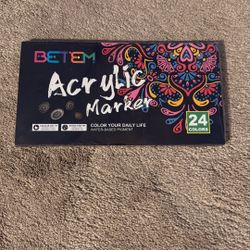 BETEM
Acrylic
Marker
COLOR YOUR DAILY LIFE
WATER-BASED PIGMENT
24
COLORS